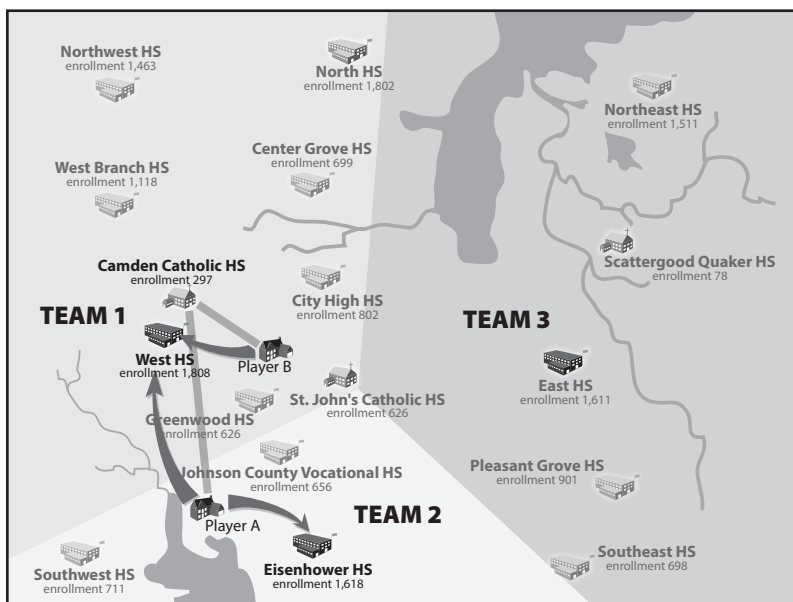 Northwest HS
enrollment 1,463
North HS
enrollment 1,802
Northeast HS
enrollment 1,511
West Branch HS
enrollment 1,118
Center Grove HS
enrollment 699
Camden Catholic HS
enrollment 297
City High HS
enrollment 802
Scattergood Quaker HS
enrollment 78
TEAM 1
TEAM 3
West HS
enrollment 1,808
Player B
East HS
enrollment 1,611
St. John's Catholic HS
enrollment 626
Greenwood HS
enrollment 626
Johnson County Vocational HS
enrollment 656
Pleasant Grove HS
enrollment 901
Player A
TEAM 2
Southwest HS
enrollment 711
Eisenhower HS
enrollment 1,618
Southeast HS
enrollment 698